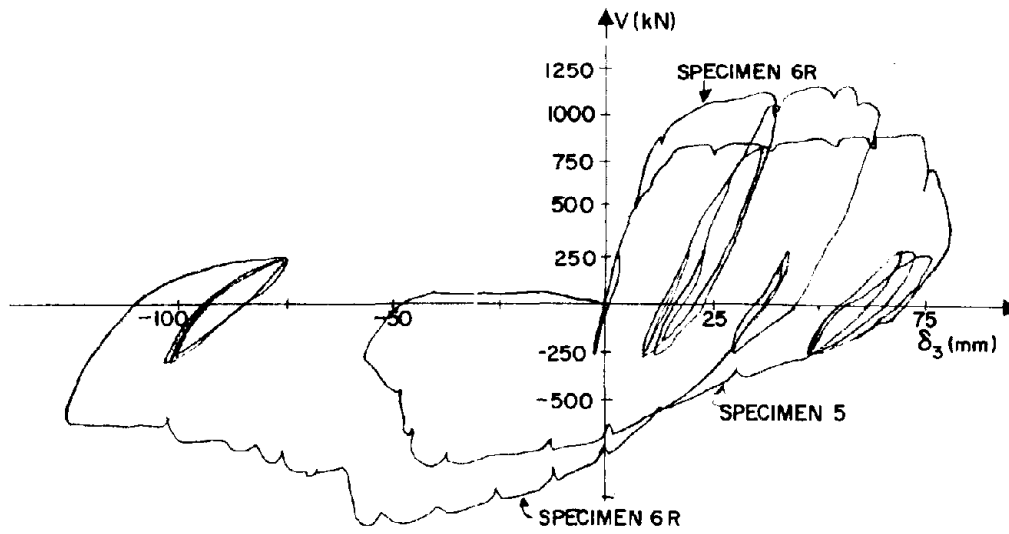 V (kN)
1250
SPECIMEN 6R
1000
750
500
250
-100
-50
25
75
δ3 (mm)
-250
-500
SPECIMEN 5
SPECIMEN 6R